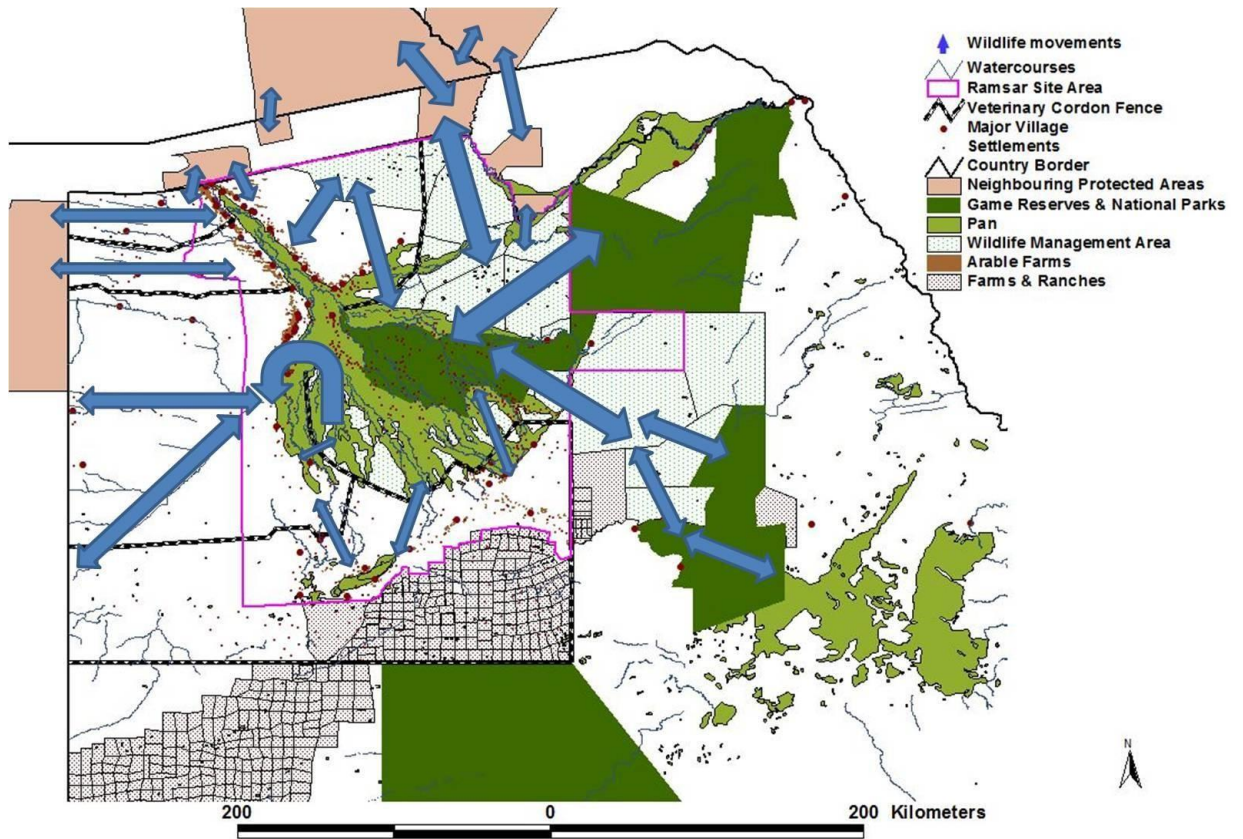 Wildlife movements
Watercourses
Ramsar Site Area
Veterinary Cordon Fence
Major Village
Settlements
Country Border
Neighbouring Protected Areas
Game Reserves & National Parks
Pan
Wildlife Management Area
Arable Farms
Farms & Ranches
N
200 0 200 Kilometers